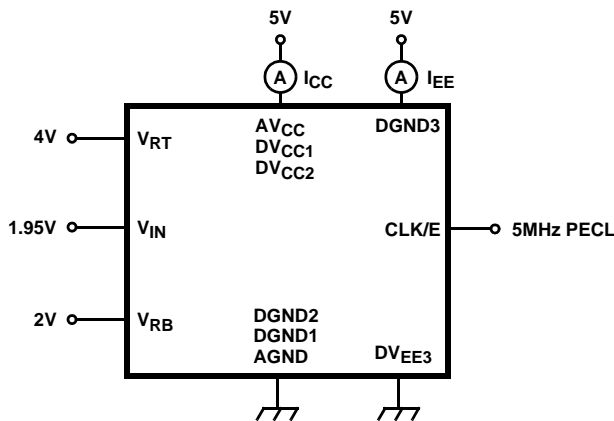 5V 5V
A ICC A IEE
4V VRT AVCC DGND3
DVCC1
DVCC2
1.95V VIN CLK/E 5MHz PECL
2V VRB DGND2
DGND1
AGND DVEE3